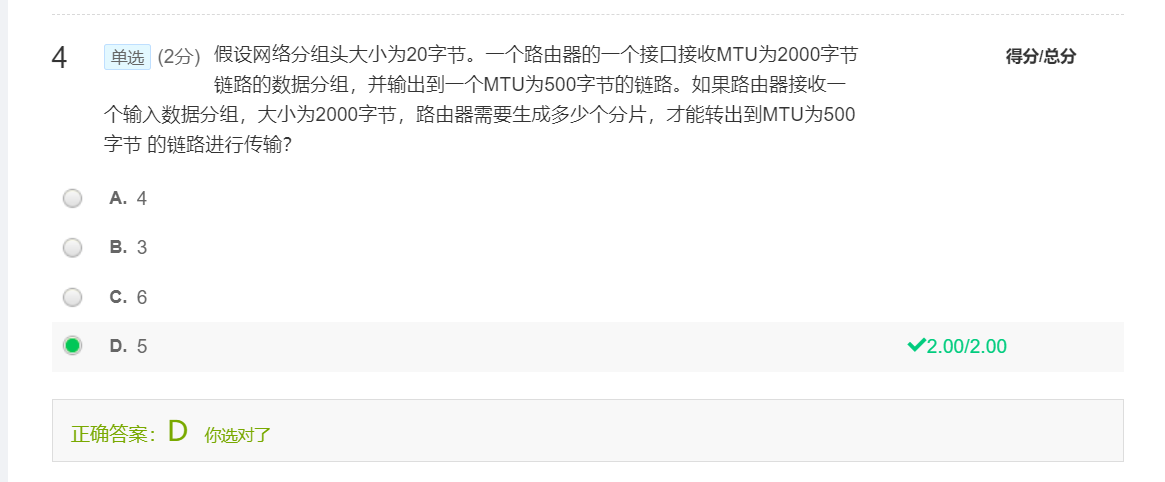 4 单选 (2分) 假设网络分组头大小为20字节。一个路由器的一个接口接收MTU为2000字节 得分/总分
链路的数据分组，并输出到一个MTU为500字节的链路。如果路由器接收一
个输入数据分组，大小为2000字节，路由器需要生成多少个分片，才能转出到MTU为500
字节 的链路进行传输？
A. 4
B. 3
C. 6
D. 5 2.00/2.00
正确答案：D 你选对了